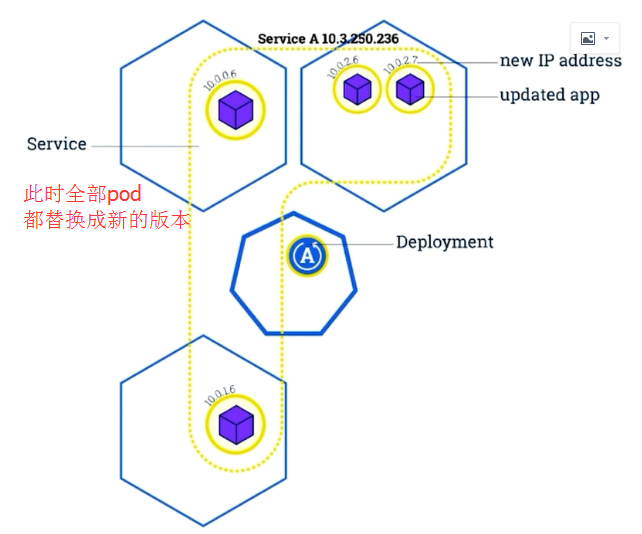 Service A 10.3.250.236
10.0.0.6
10.0.2.6
10.0.2.7
new IP address
updated app
Service
此时全部pod
都替换成新的版本
Deployment
A
10.0.1.6